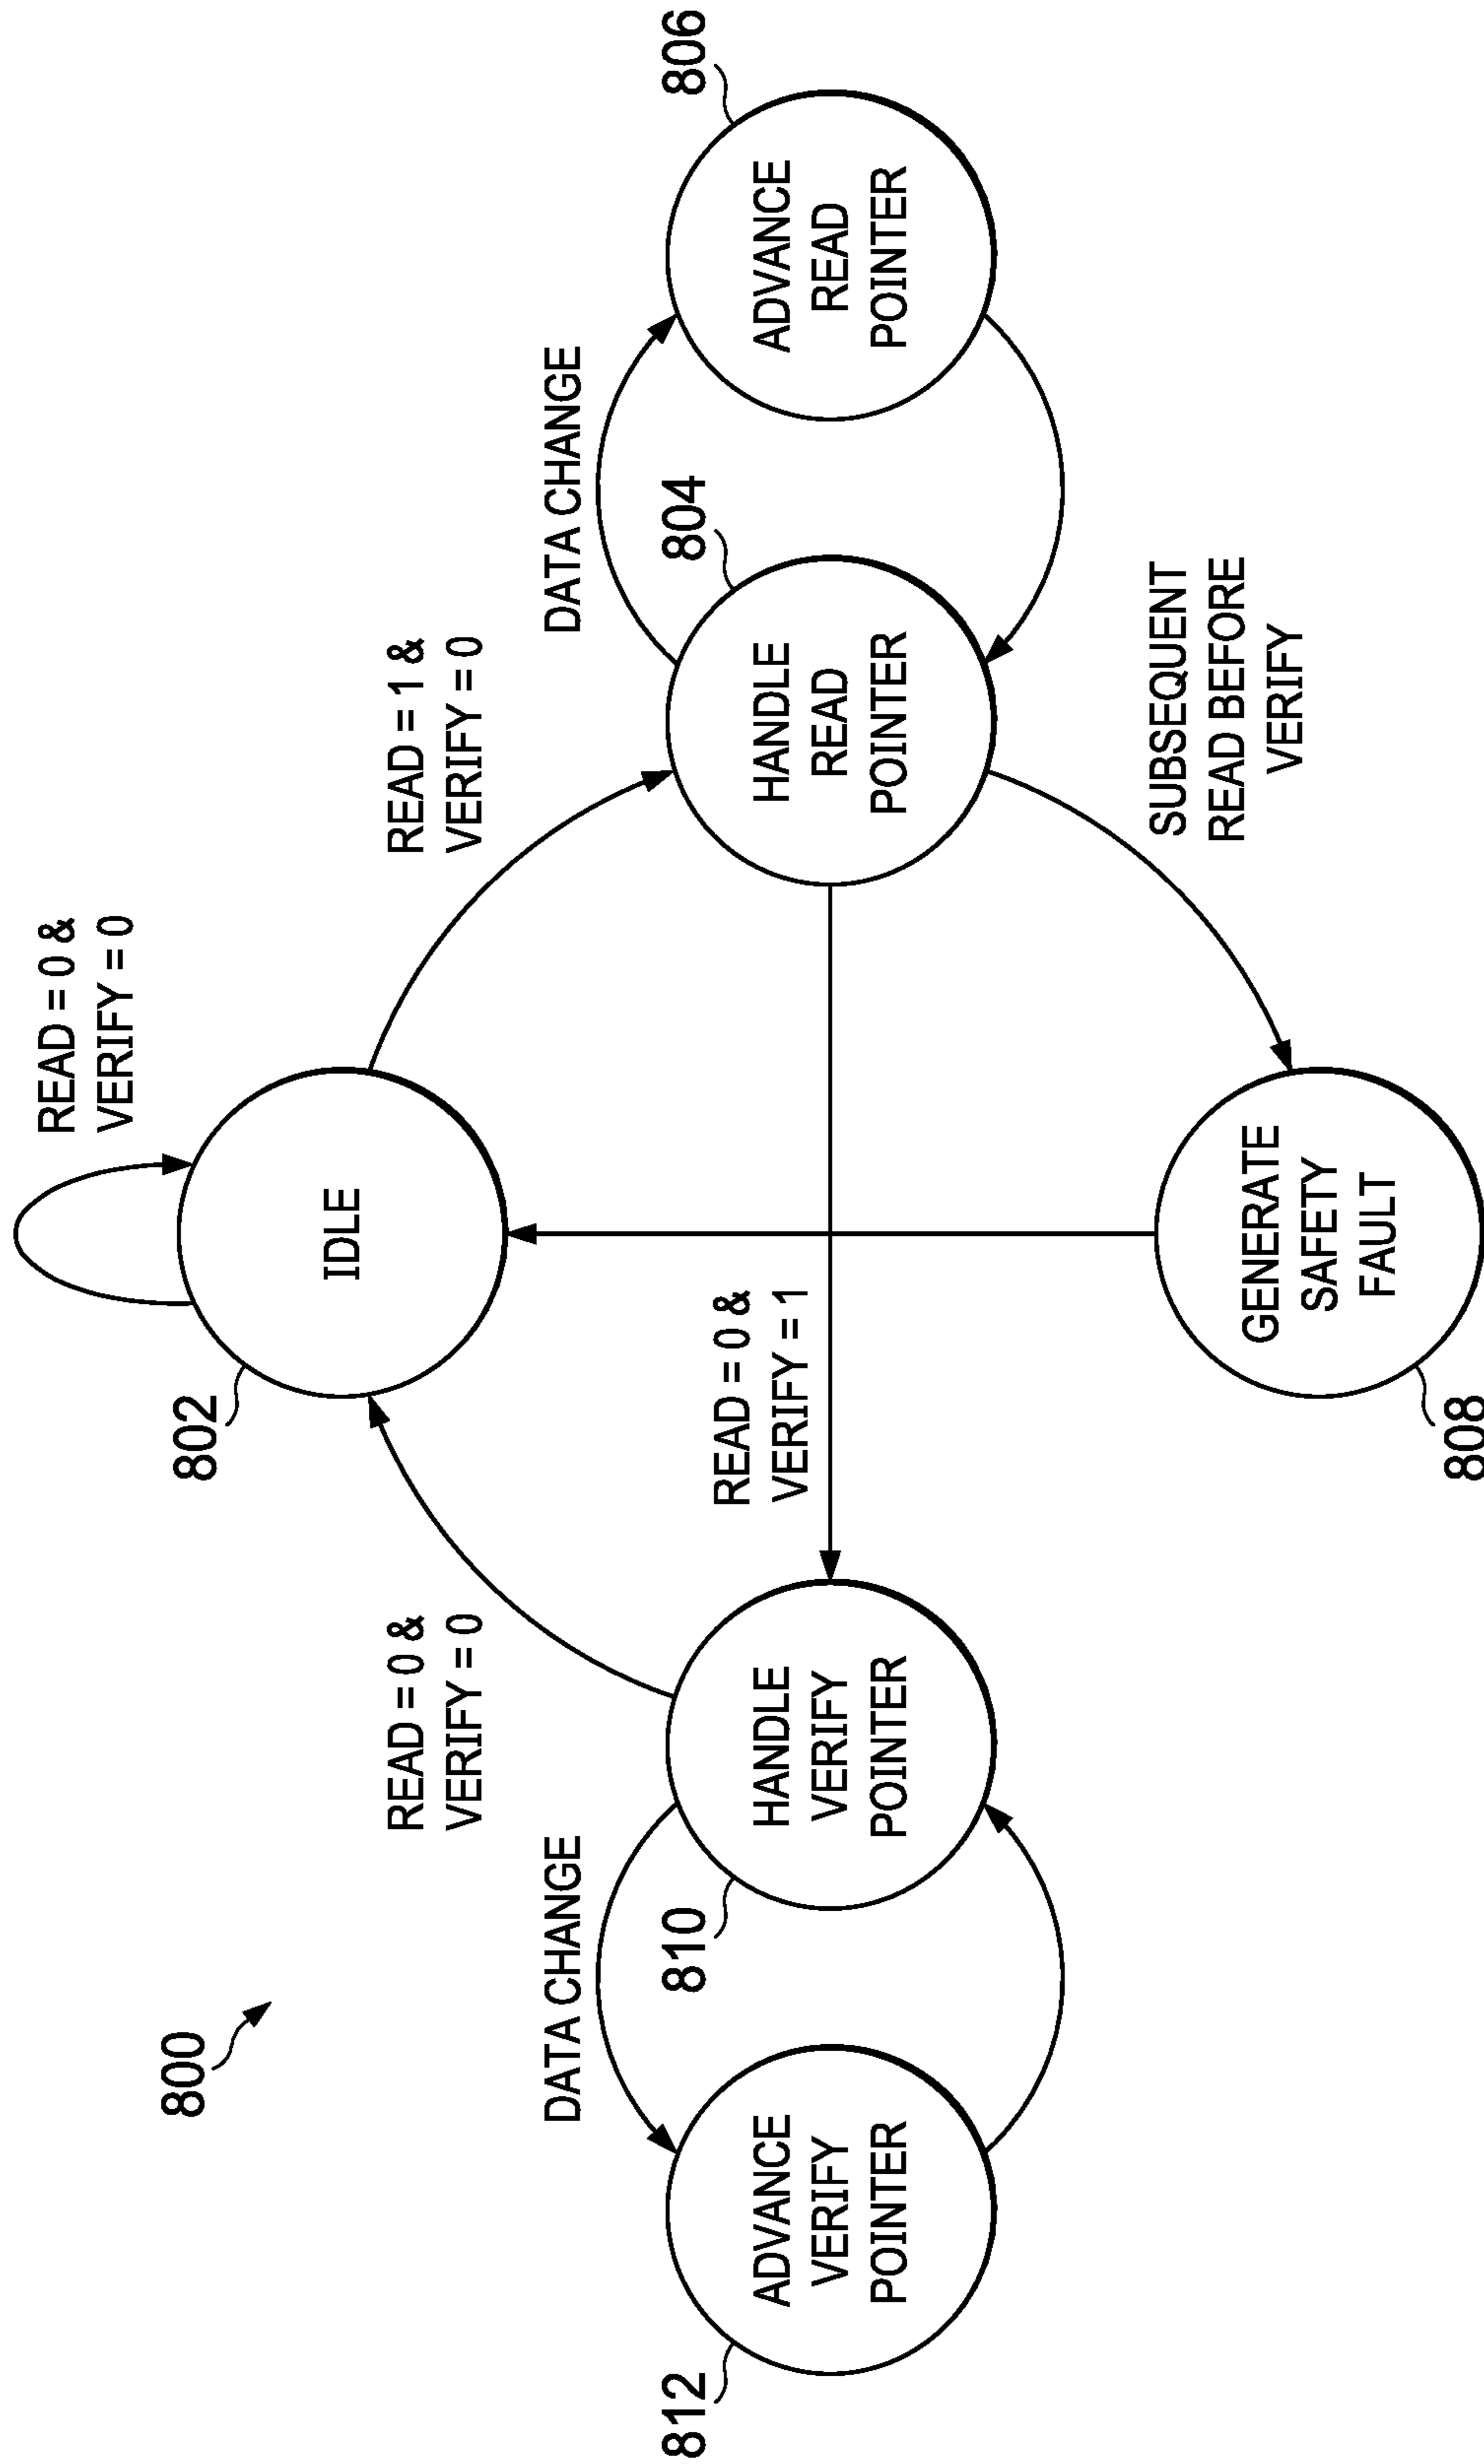 800
READ = 0 &
VERIFY = 0
802
IDLE
READ = 0 &
VERIFY = 0
READ = 1 &
VERIFY = 0
DATA CHANGE
DATA CHANGE
812
ADVANCE
VERIFY
POINTER
810
HANDLE
VERIFY
POINTER
READ = 0 &
VERIFY = 1
804
HANDLE
READ
POINTER
806
ADVANCE
READ
POINTER
SUBSEQUENT
READ BEFORE
VERIFY
808
GENERATE
SAFETY
FAULT